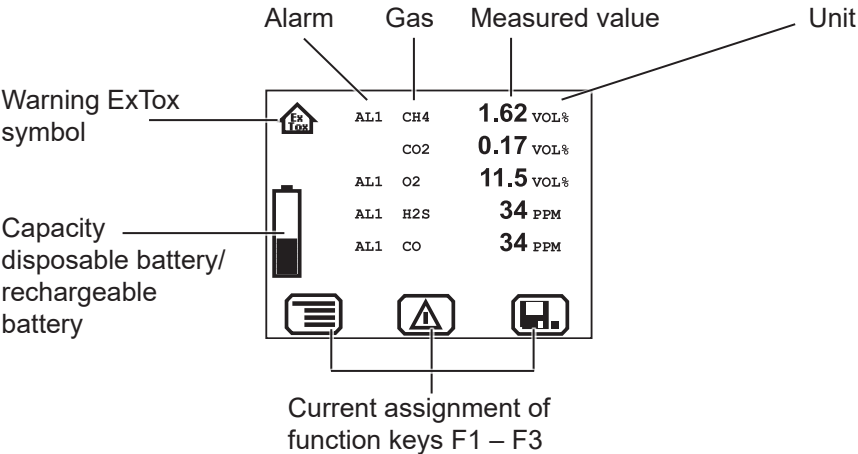 Alarm Gas Measured value Unit
Warning ExTox
symbol
Ex
Tox
AL1 CH4 1.62 VOL%
CO2 0.17 VOL%
AL1 O2 11.5 VOL%
AL1 H2S 34 PPM
AL1 CO 34 PPM
Capacity
disposable battery/
rechargeable
battery
Current assignment of
function keys F1 – F3